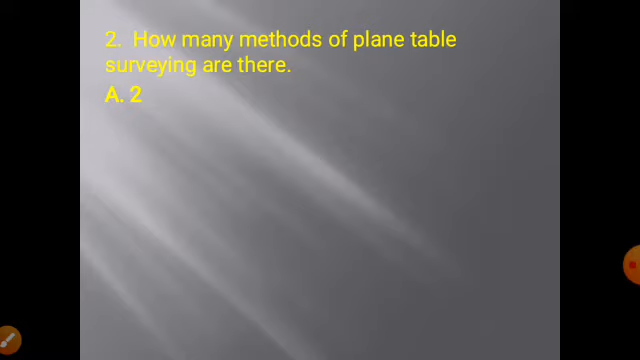 2. How many methods of plane table
surveying are there.
A. 2